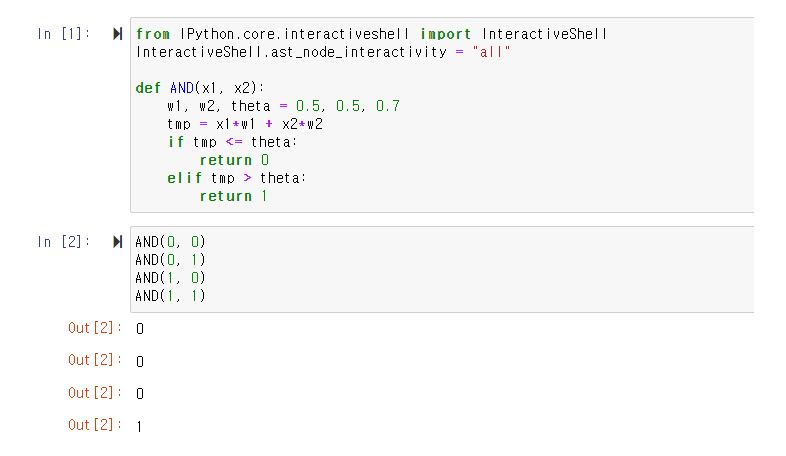 In [1]:
from IPython.core.interactiveshell import InteractiveShell
InteractiveShell.ast_node_interactivity = "all"
def AND(x1, x2):
    w1, w2, theta = 0.5, 0.5, 0.7
    tmp = x1*w1 + x2*w2
    if tmp <= theta:
        return 0
    elif tmp > theta:
        return 1
In [2]:
AND(0, 0)
AND(0, 1)
AND(1, 0)
AND(1, 1)
Out[2]: 0
Out[2]: 0
Out[2]: 0
Out[2]: 1